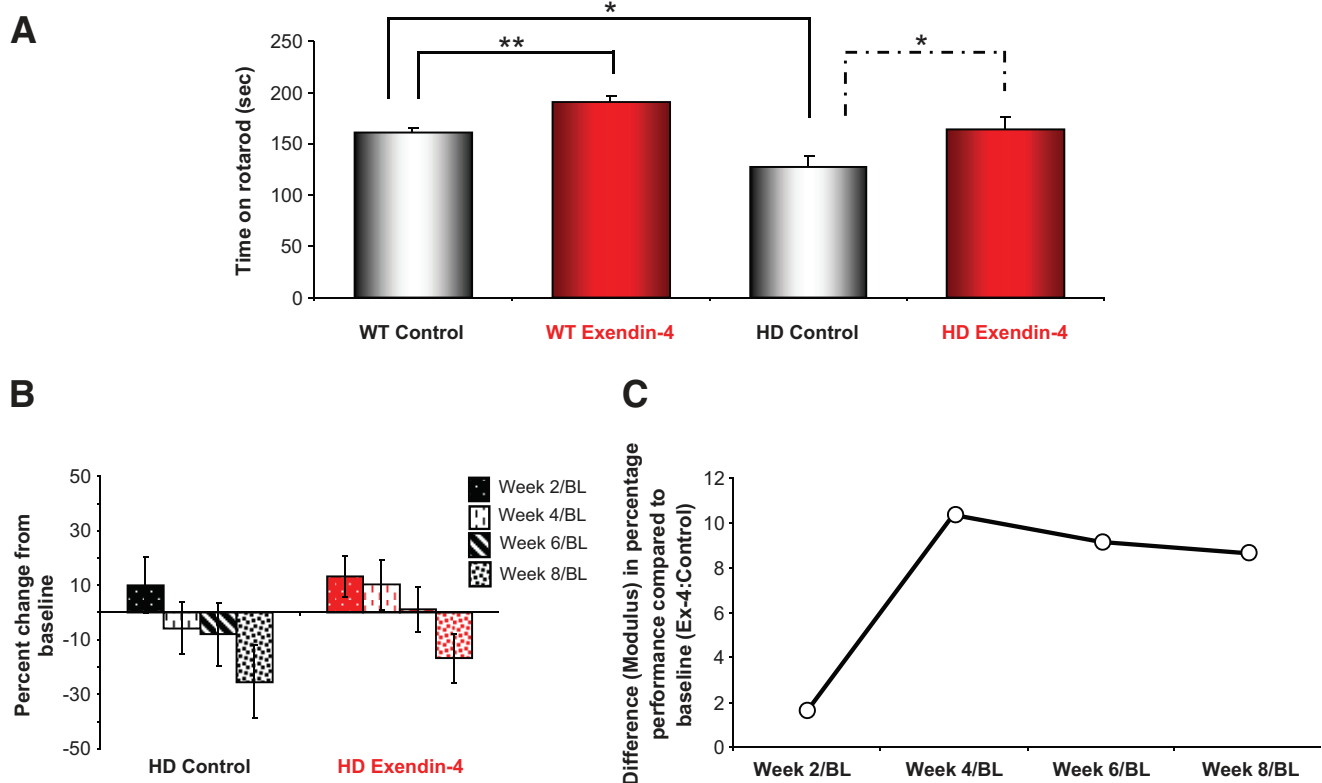 A
*
**
*
Time on rotarod (sec)
250
200
150
100
50
0
WT Control
WT Exendin-4
HD Control
HD Exendin-4
B
Percent change from
baseline
50
30
10
-10
-30
-50
HD Control
HD Exendin-4
Week 2/BL
Week 4/BL
Week 6/BL
Week 8/BL
C
Difference (Modulus) in percentage
performance compared to
baseline (Ex-4:Control)
12
10
8
6
4
2
0
Week 2/BL
Week 4/BL
Week 6/BL
Week 8/BL